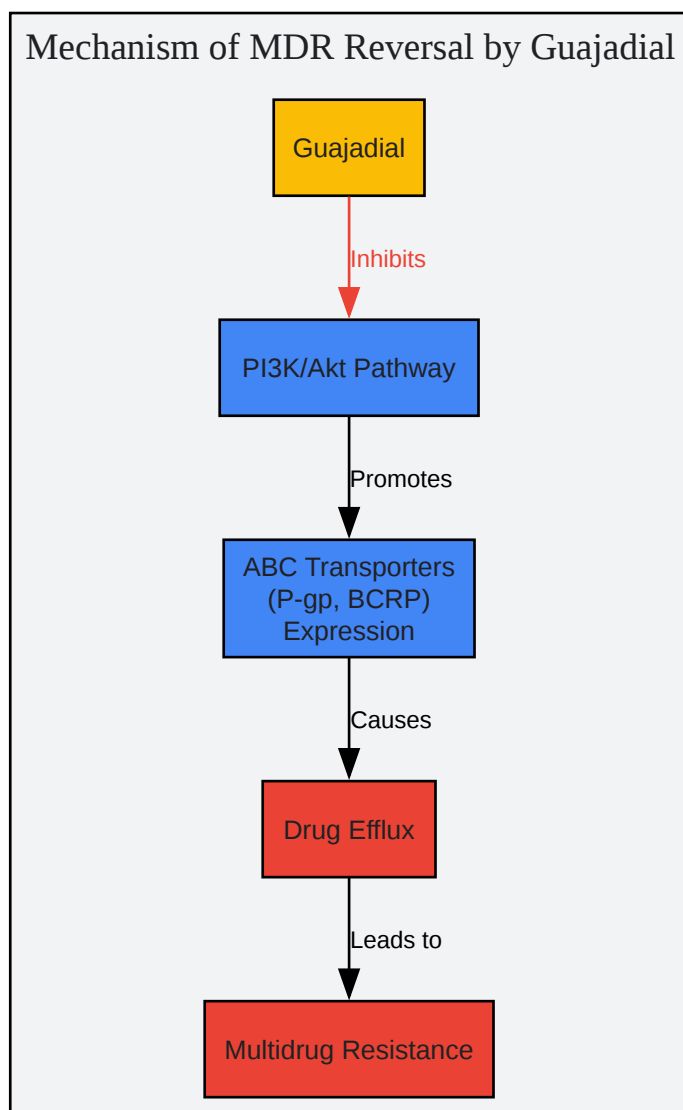 Mechanism of MDR Reversal by Guajadial
Guajadial
Inhibits
PI3K/Akt Pathway
Promotes
ABC Transporters
(P-gp, BCRP)
Expression
Causes
Drug Efflux
Leads to
Multidrug Resistance